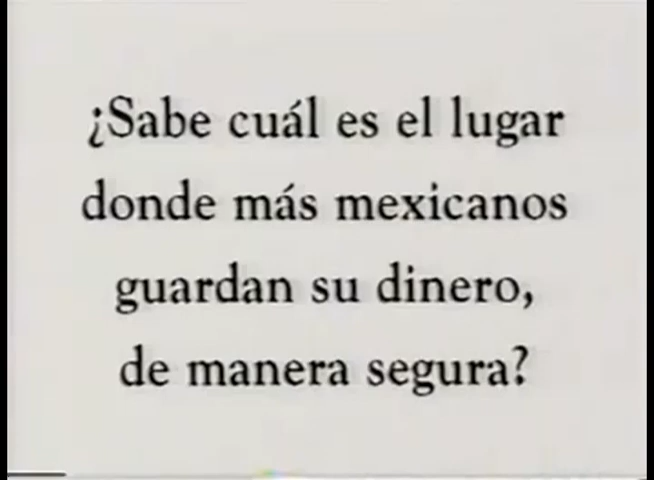 ¿Sabe cuál es el lugar
donde más mexicanos
guardan su dinero,
de manera segura?